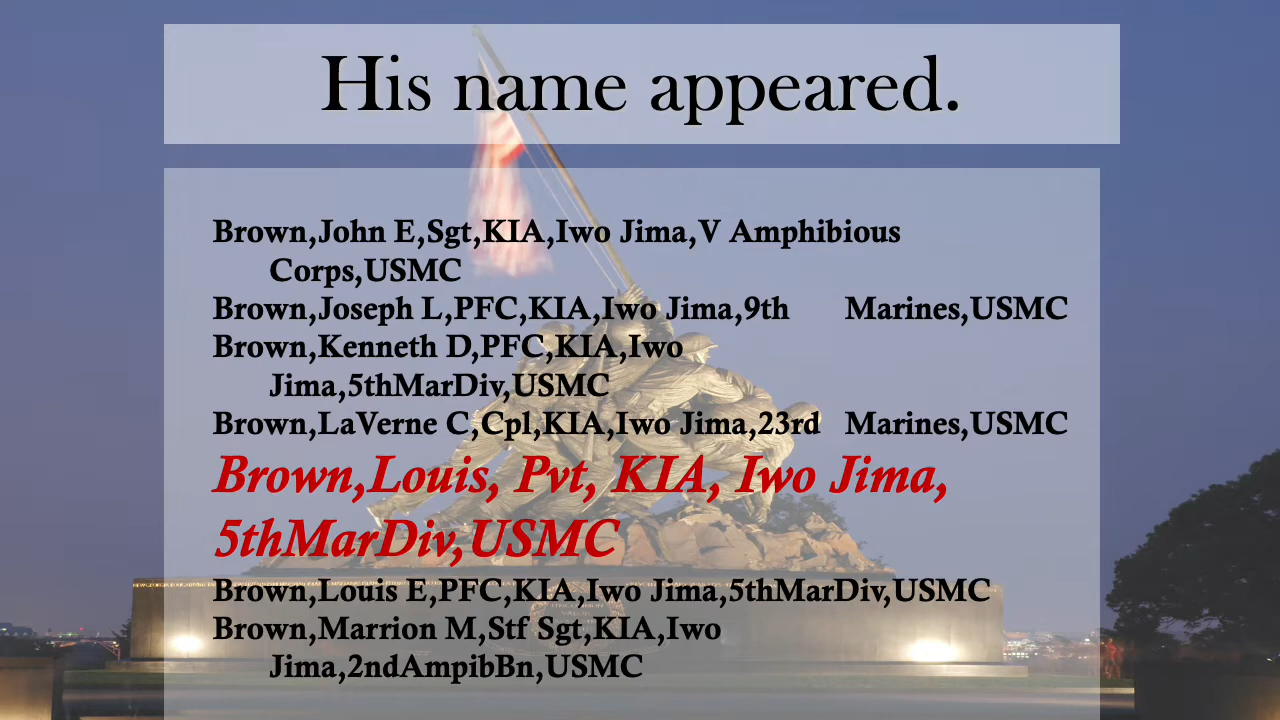 His name appeared.
Brown,John E,Sgt,KIA,Iwo Jima,V Amphibious
Corps,USMC
Brown,Joseph L,PFC,KIA,Iwo Jima,9th Marines,USMC
Brown,Kenneth D,PFC,KIA,Iwo
Jima,5thMarDiv,USMC
Brown,LaVerne C,Cpl,KIA,Iwo Jima,23rd Marines,USMC
Brown,Louis, Pvt, KIA, Iwo Jima,
5thMarDiv,USMC
Brown,Louis E,PFC,KIA,Iwo Jima,5thMarDiv,USMC
Brown,Marrion M,Stf Sgt,KIA,Iwo
Jima,2ndAmpibBn,USMC